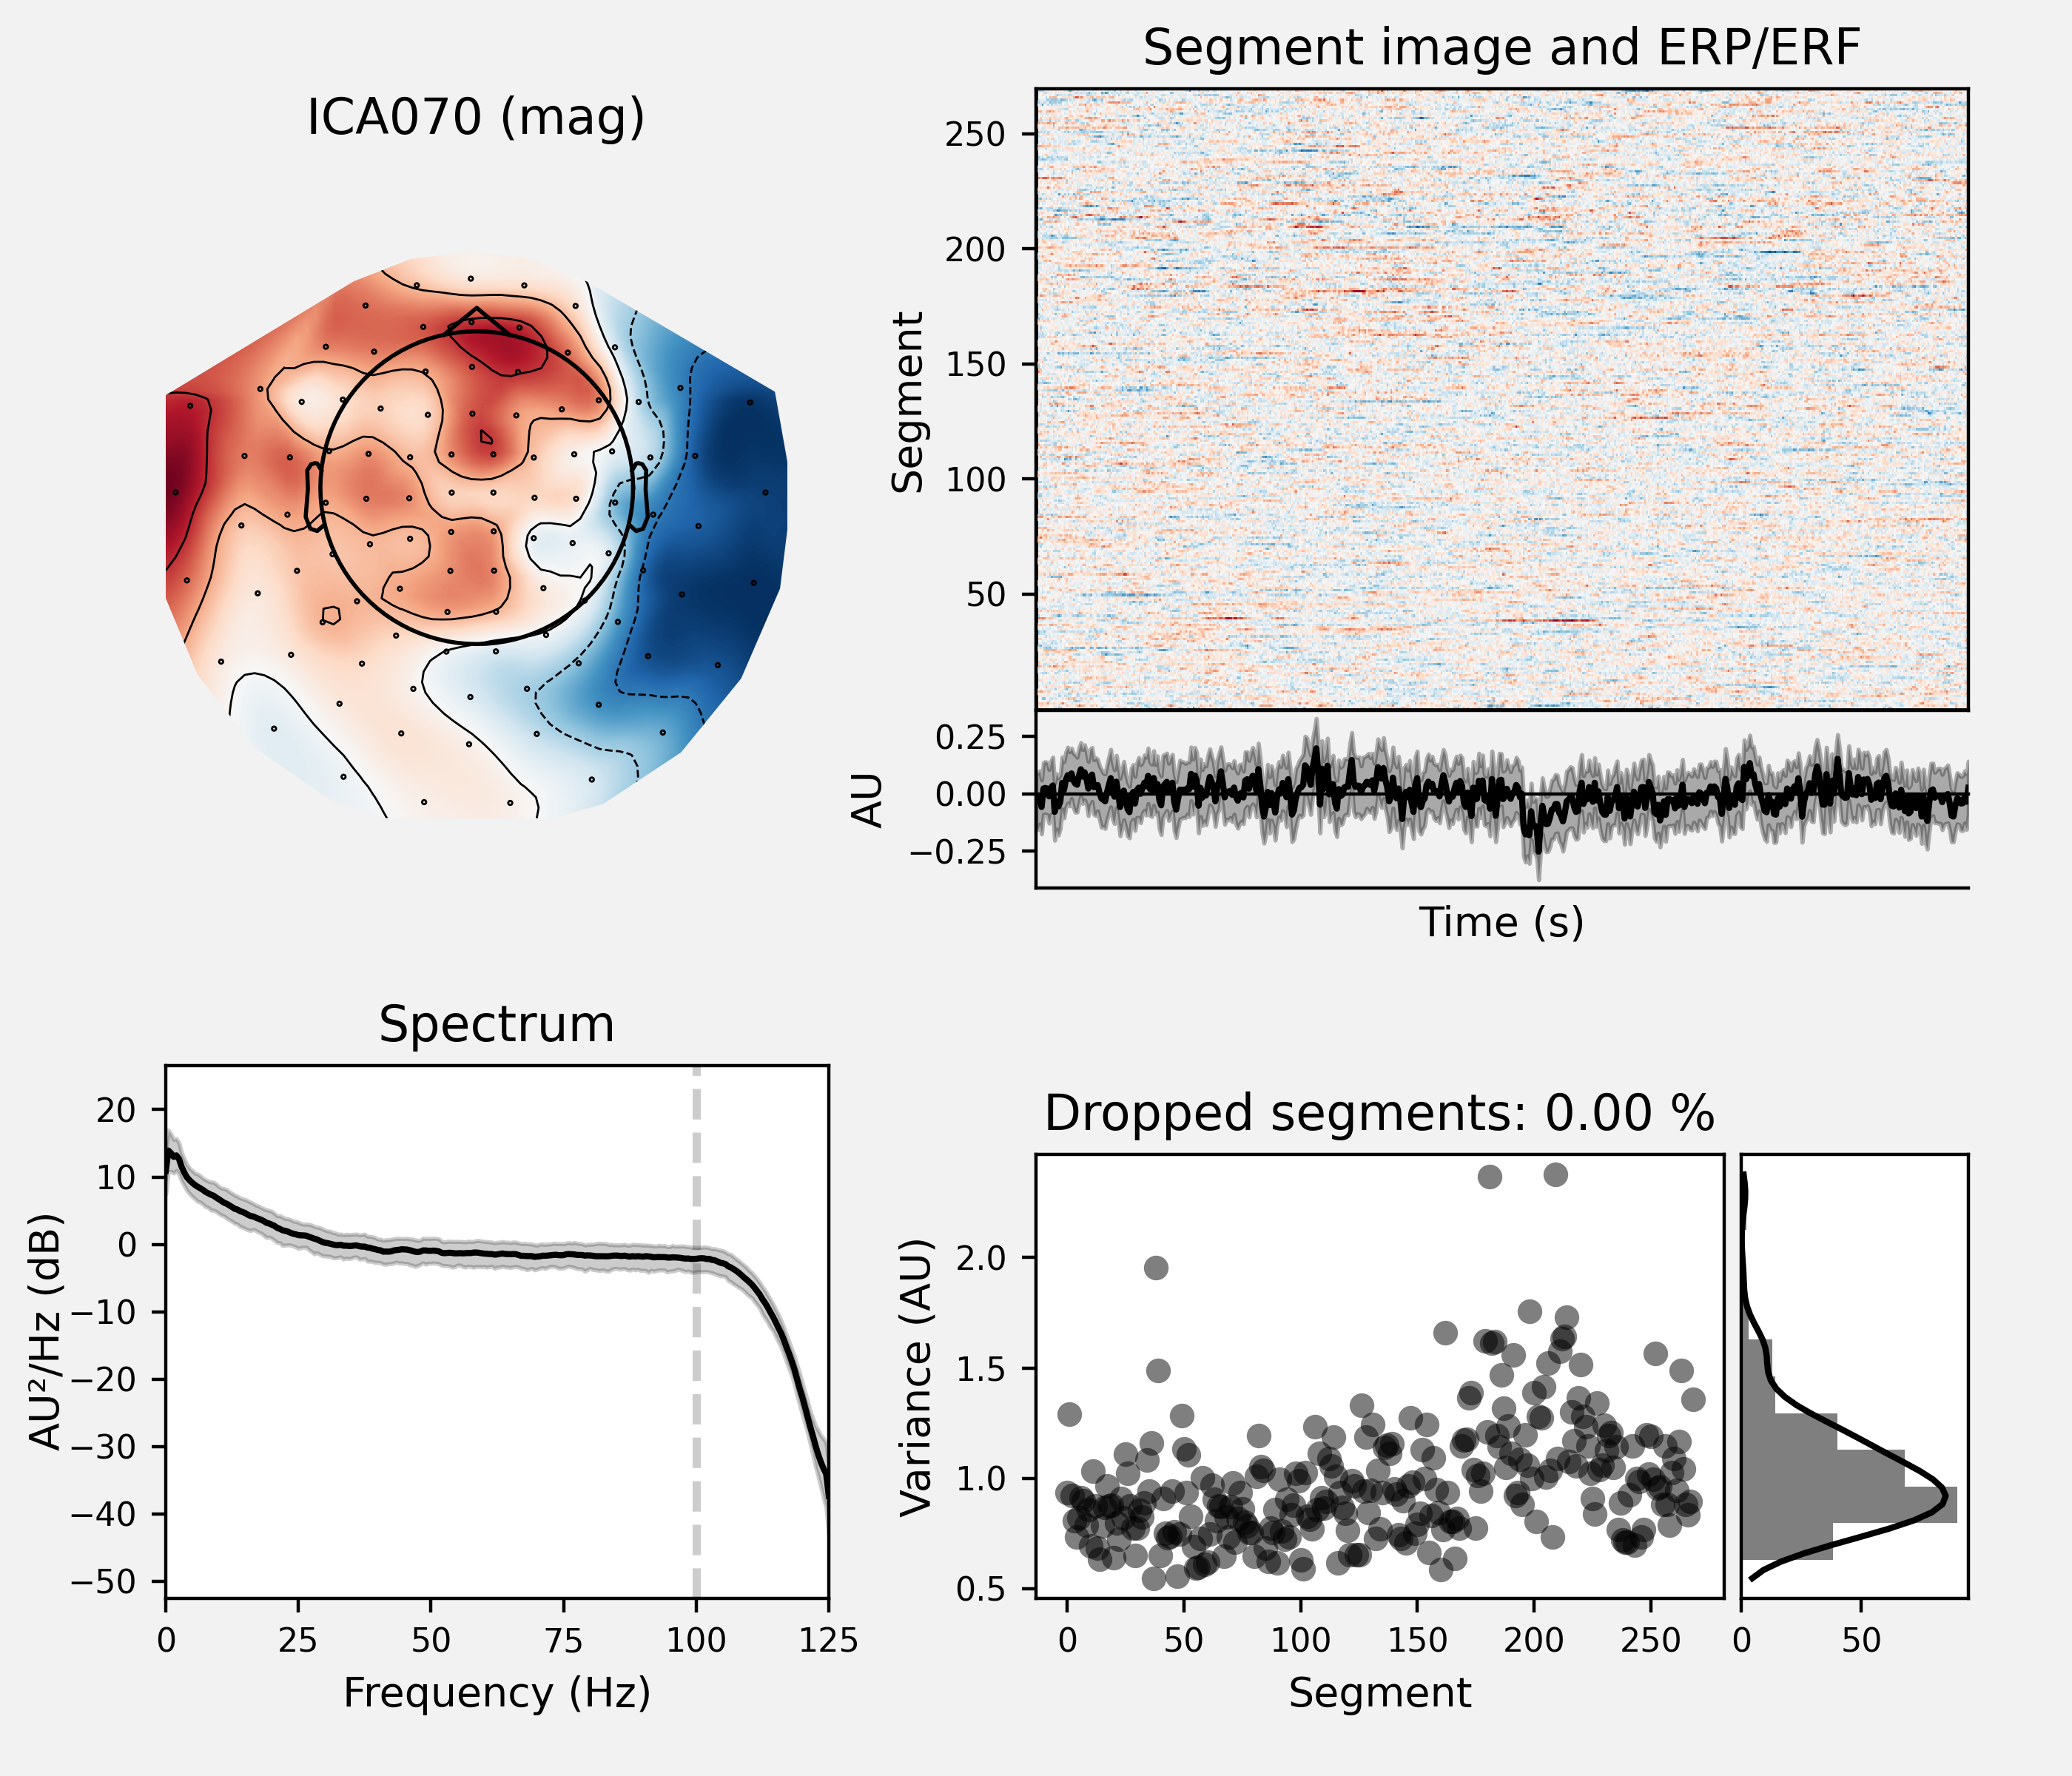 ICA070 (mag)
Segment image and ERP/ERF
Segment
250
200
150
100
50
AU
0.25
0.00
−0.25
Time (s)
Spectrum
AU²/Hz (dB)
20
10
0
−10
−20
−30
−40
−50
0 25 50 75 100 125
Frequency (Hz)
Dropped segments: 0.00 %
Variance (AU)
2.0
1.5
1.0
0.5
0 50 100 150 200 250
Segment
0 50